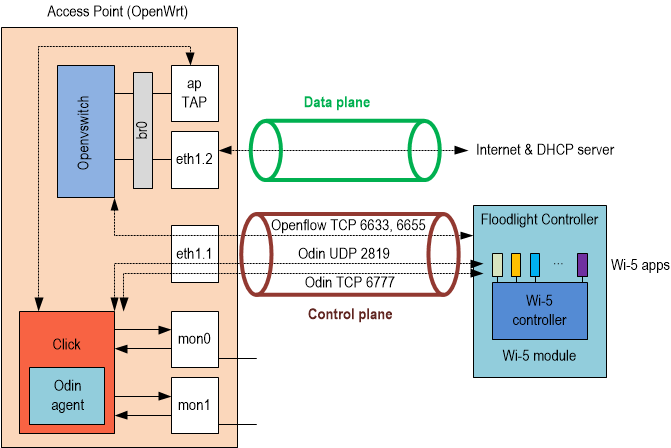 Access Point (OpenWrt)
ap
TAP
Openvswitch
br0
eth1.2
Data plane
Internet & DHCP server
eth1.1
Openflow TCP 6633, 6655
Odin UDP 2819
Odin TCP 6777
Control plane
Floodlight Controller
...
Wi-5 apps
Wi-5
controller
Wi-5 module
Click
Odin
agent
mon0
mon1